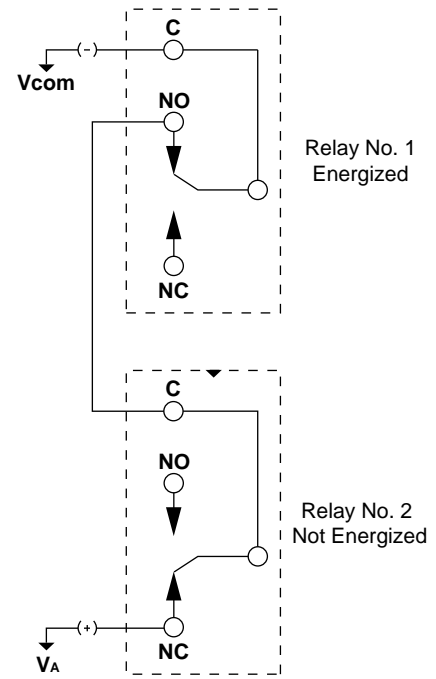 C
(-)
Vcom
NO
Relay No. 1
Energized
NC
C
NO
Relay No. 2
Not Energized
(+)
NC
VA